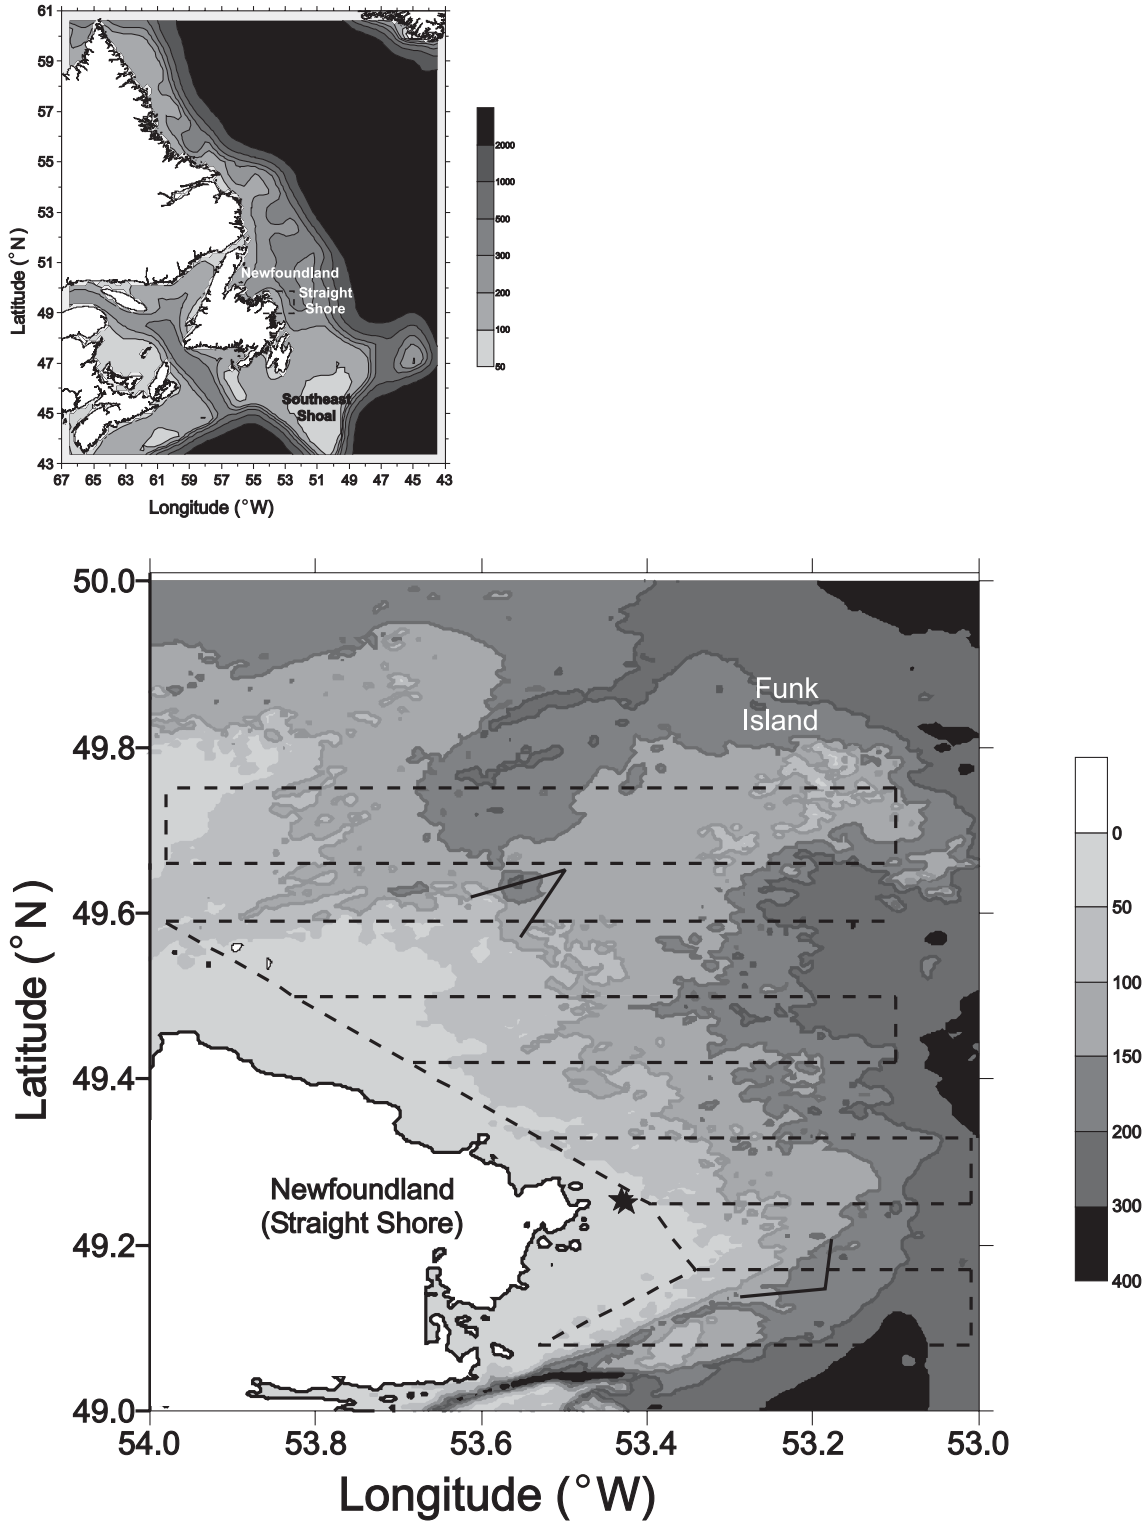 61
59
57
55
53
51
49
47
45
43
Latitude (°N)
67 65 63 61 59 57 55 53 51 49 47 45 43
Longitude (°W)
Newfoundland
Straight
Shore
Southeast
Shoal
2000
1000
500
300
200
100
50
50.0
49.8
49.6
49.4
49.2
49.0
Latitude (°N)
54.0 53.8 53.6 53.4 53.2 53.0
Longitude (°W)
Funk
Island
Newfoundland
(Straight Shore)
0
50
100
150
200
300
400